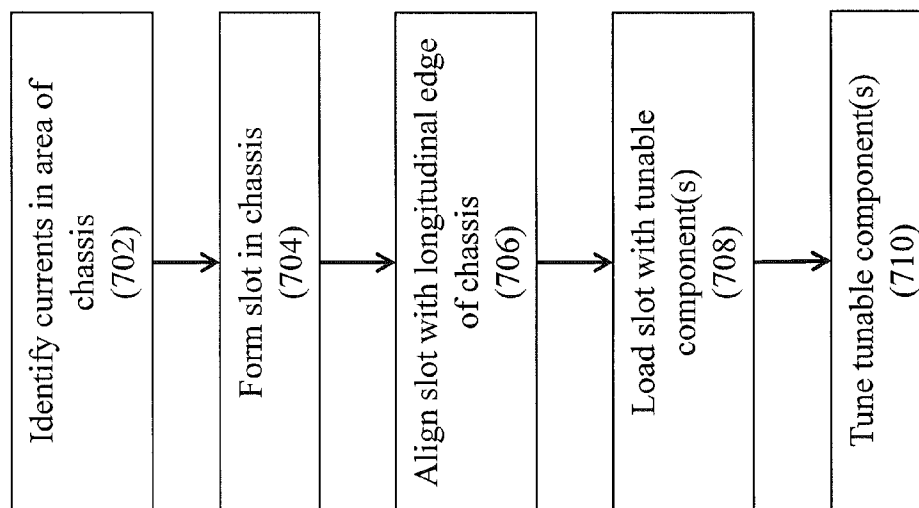 Identify currents in area of
chassis
(702)
Form slot in chassis
(704)
Align slot with longitudinal edge
of chassis
(706)
Load slot with tunable
component(s)
(708)
Tune tunable component(s)
(710)